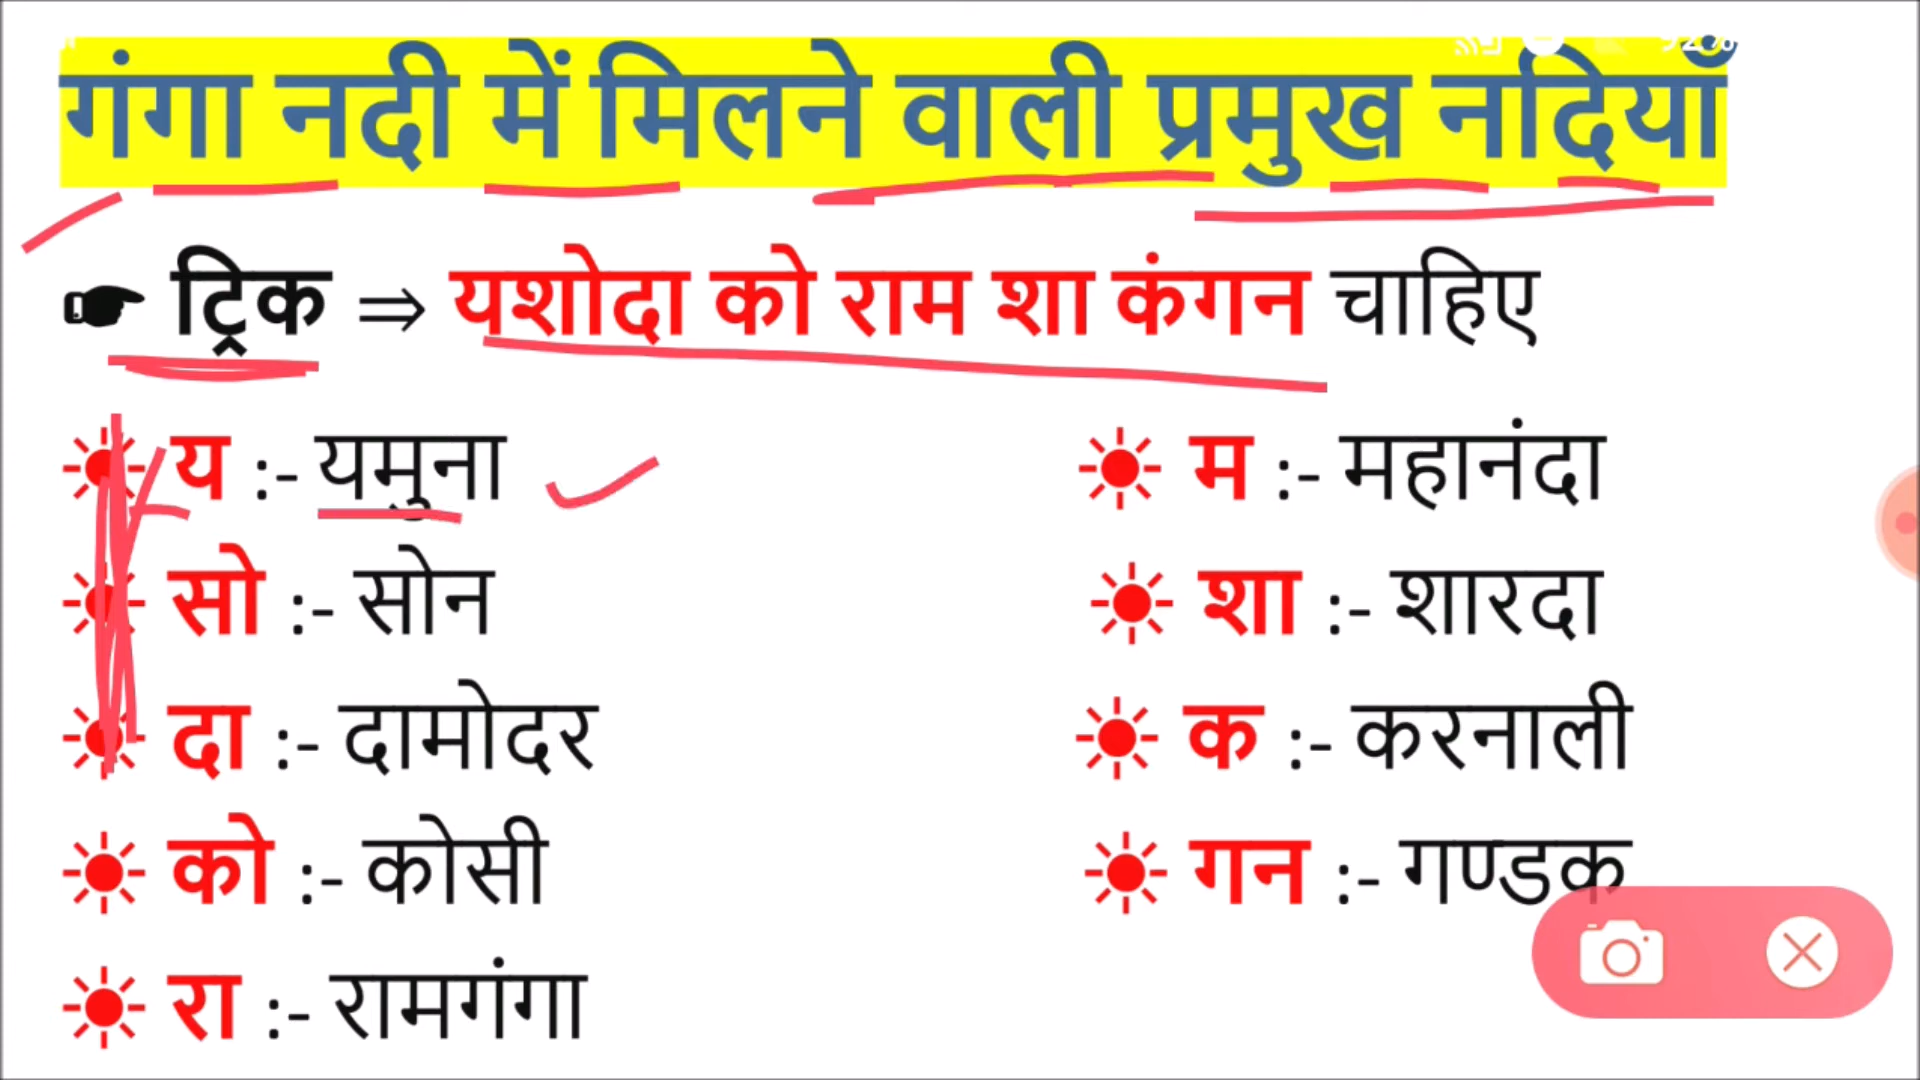 गंगा नदी में मिलने वाली प्रमुख नदियाँ
ट्रिक ⇒ यशोदा को राम शा कंगन चाहिए
य :- यमुना
सो :- सोन
दा :- दामोदर
को :- कोसी
रा :- रामगंगा
म :- महानंदा
शा :- शारदा
क :- करनाली
गन :- गण्डक